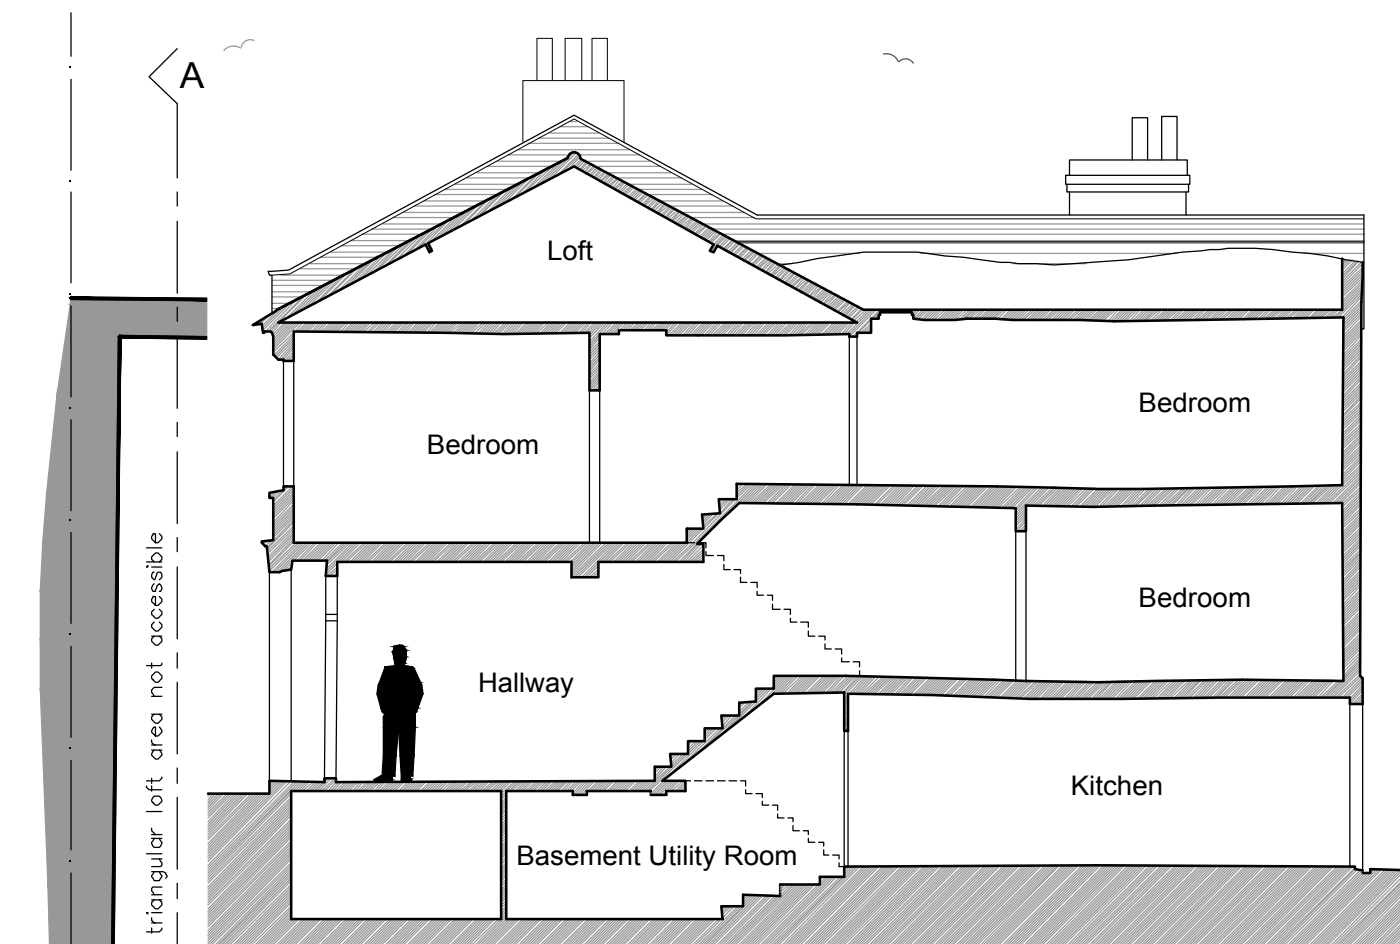 A
Loft
Bedroom
Bedroom
Bedroom
Hallway
Kitchen
Basement Utility Room
triangular loft area not accessible